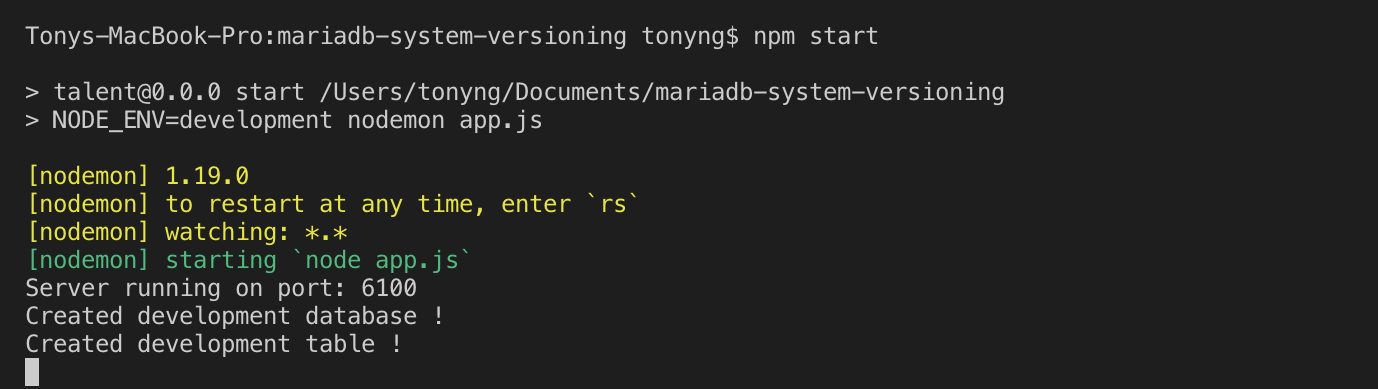 Tonys-MacBook-Pro:mariadb-system-versioning tonyng$ npm start
> talent@0.0.0 start /Users/tonyng/Documents/mariadb-system-versioning
> NODE_ENV=development nodemon app.js
[nodemon] 1.19.0
[nodemon] to restart at any time, enter `rs`
[nodemon] watching: *.*
[nodemon] starting `node app.js`
Server running on port: 6100
Created development database !
Created development table !